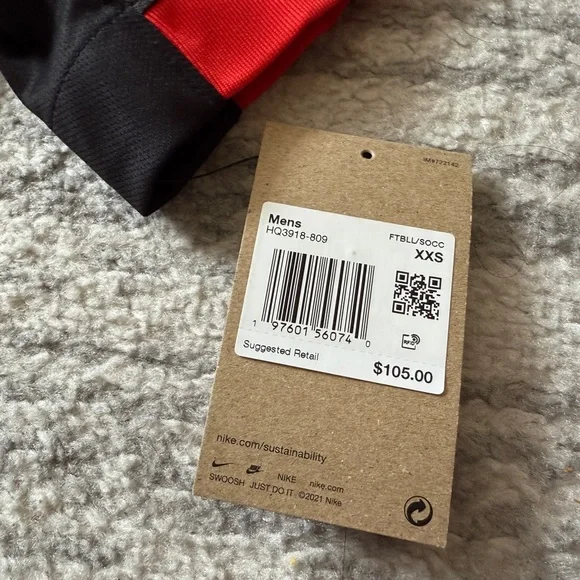 Mens
HQ3918-809
FTBLL/SOCC
XXS
1 97601 56074 0
RFID
Suggested Retail
$105.00
nike.com/sustainability
NIKE nike.com
SWOOSH JUST DO IT ©2021 Nike